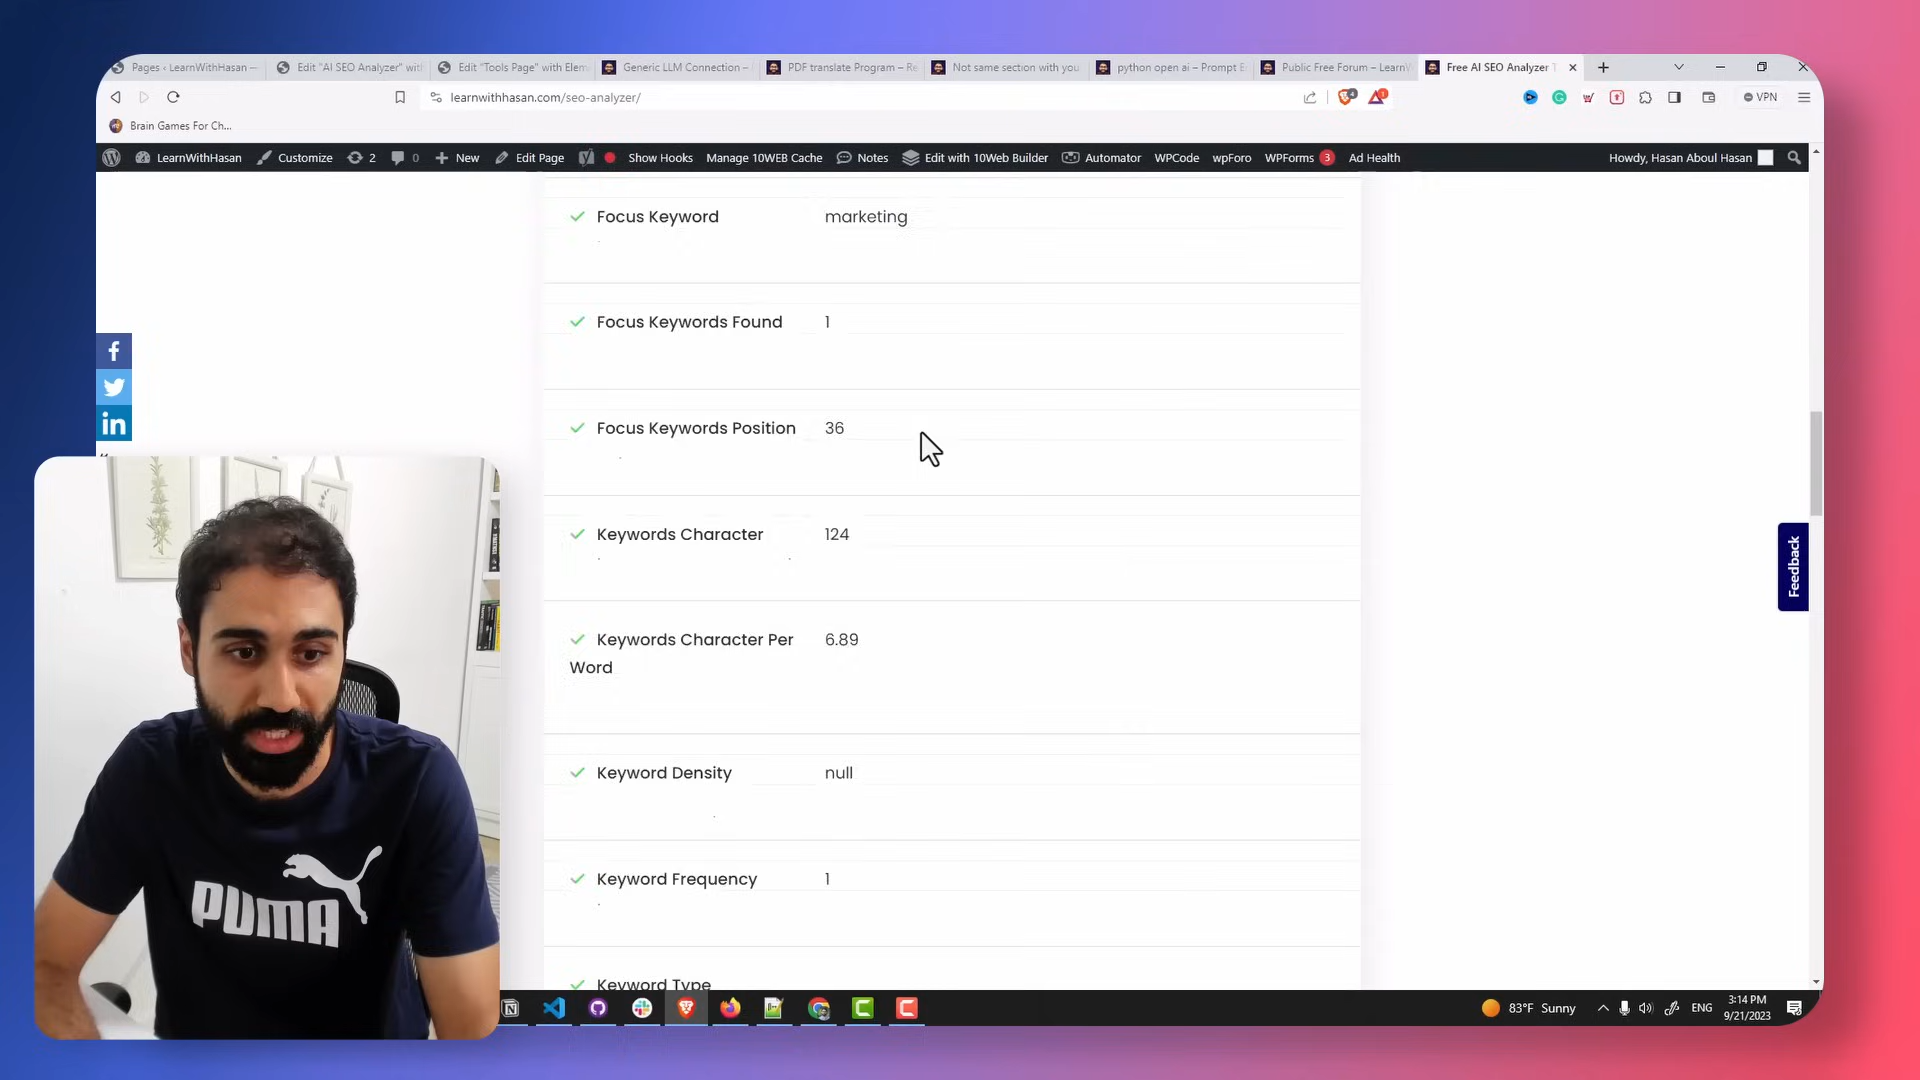 Pages ‹ LearnWithHasan —
Edit "AI SEO Analyzer" wit
Edit "Tools Page" with Elem
Generic LLM Connection –
PDF translate Program – Re
Not same section with you
python open ai – Prompt E
Public Free Forum – LearnW
Free AI SEO Analyzer T
learnwithhasan.com/seo-analyzer/
4
1
VPN
Brain Games For Ch...
LearnWithHasan
Customize
2
0
New
Edit Page
Show Hooks
Manage 10WEB Cache
Notes
Edit with 10Web Builder
Automator
WPCode
wpForo
WPForms 3
Ad Health
Howdy, Hasan Aboul Hasan
Focus Keyword
marketing
Focus Keywords Found
1
Focus Keywords Position
36
Keywords Character
124
Keywords Character Per
Word
6.89
Keyword Density
null
Keyword Frequency
1
Keyword Type
Feedback
PUMA
83°F Sunny
ENG
3:14 PM
9/21/2023